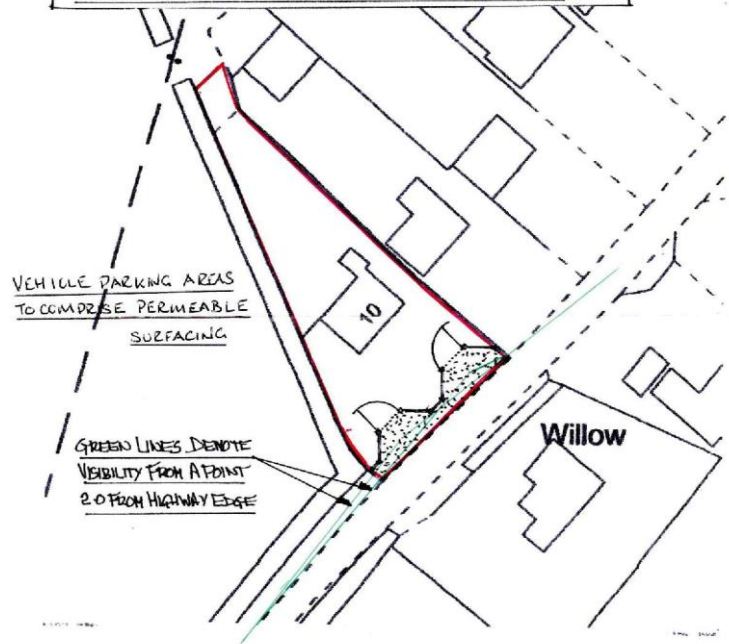 VEHICLE PARKING AREAS
TO COMPRISE PERMEABLE
SURFACING
10
GREEN LINES DENOTE
VISIBILITY FROM A POINT
2.0 FROM HIGHWAY EDGE
Willow